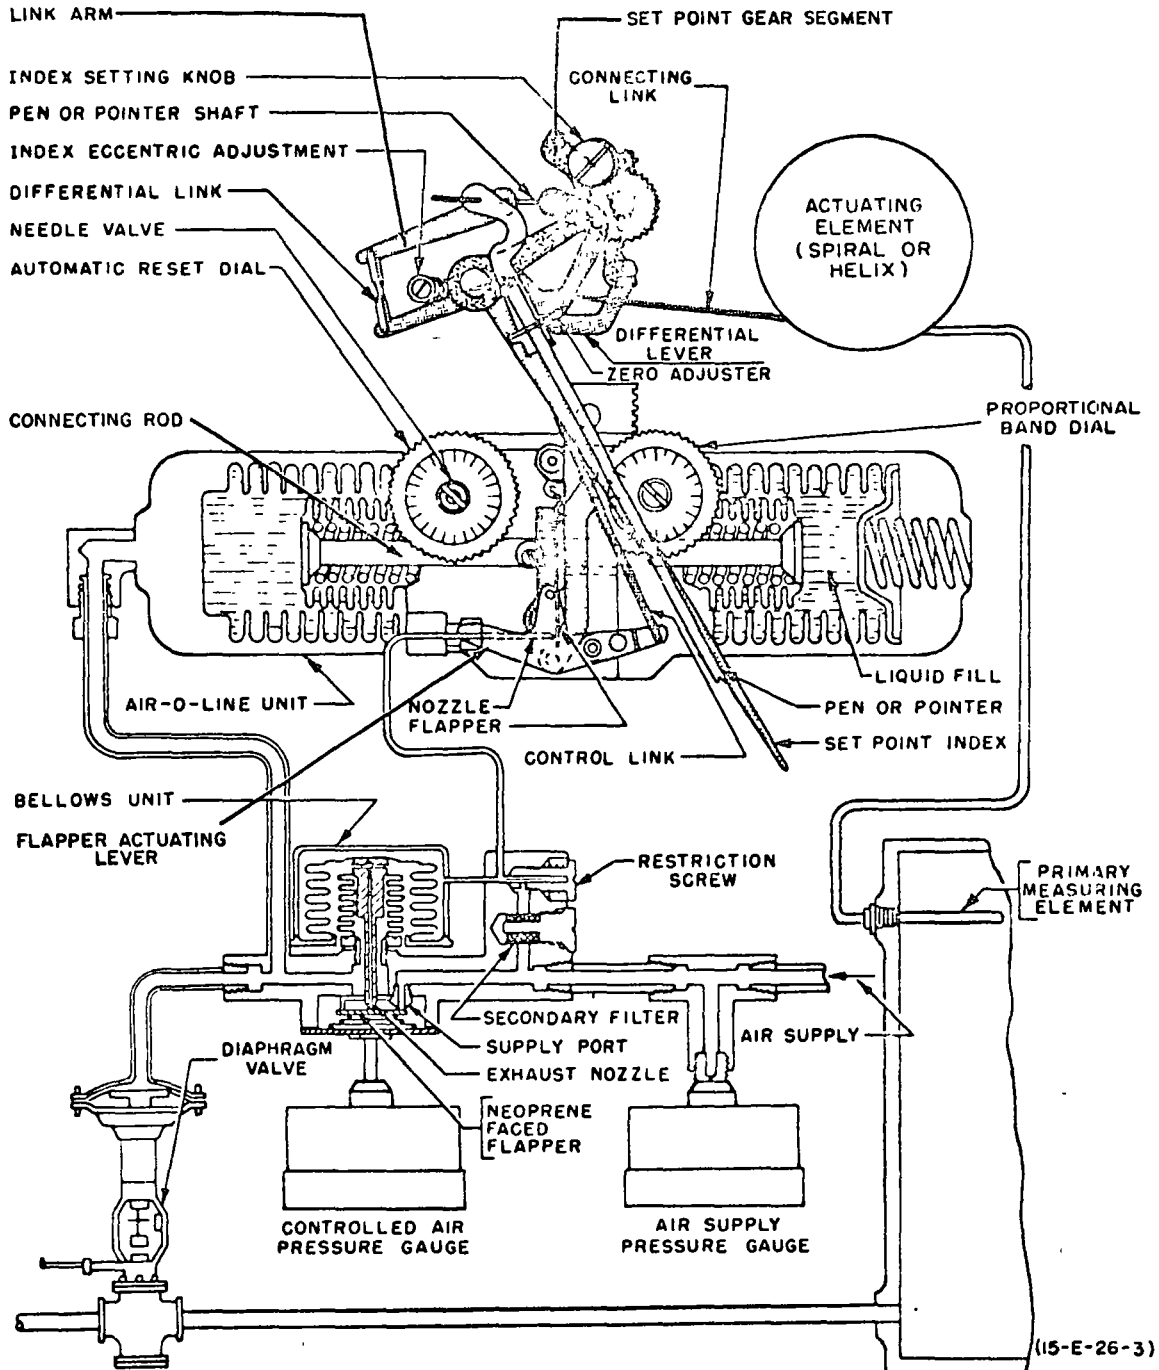 LINK ARM
SET POINT GEAR SEGMENT
INDEX SETTING KNOB
CONNECTING
LINK
PEN OR POINTER SHAFT
INDEX ECCENTRIC ADJUSTMENT
DIFFERENTIAL LINK
NEEDLE VALVE
AUTOMATIC RESET DIAL
ACTUATING
ELEMENT
(SPIRAL OR
HELIX)
DIFFERENTIAL
LEVER
ZERO ADJUSTER
CONNECTING ROD
PROPORTIONAL
BAND DIAL
AIR-O-LINE UNIT
NOZZLE
FLAPPER
CONTROL LINK
LIQUID FILL
PEN OR POINTER
SET POINT INDEX
BELLOWS UNIT
FLAPPER ACTUATING
LEVER
RESTRICTION
SCREW
PRIMARY
MEASURING
ELEMENT
SECONDARY FILTER
SUPPLY PORT
EXHAUST NOZZLE
NEOPRENE
FACED
FLAPPER
AIR SUPPLY
DIAPHRAGM
VALVE
CONTROLLED AIR
PRESSURE GAUGE
AIR SUPPLY
PRESSURE GAUGE
(15-E-26-3)